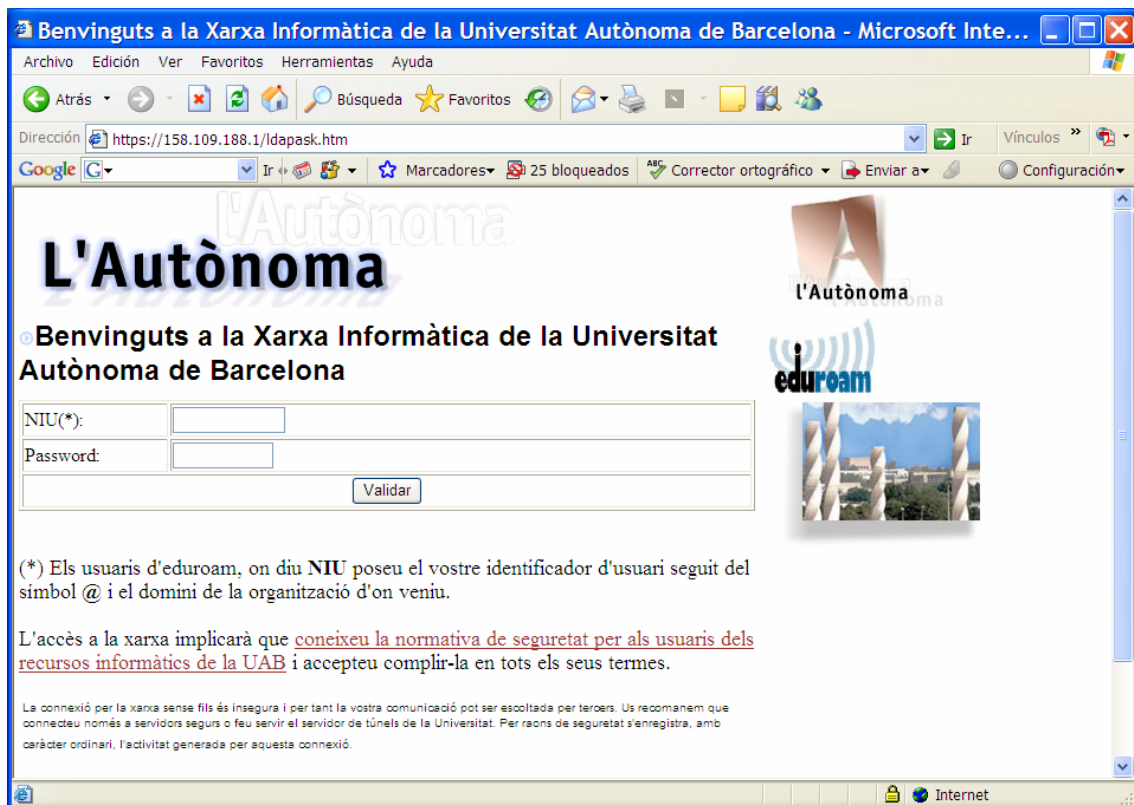 Benvinguts a la Xarxa Informàtica de la Universitat Autònoma de Barcelona - Microsoft Inte...
Archivo Edición Ver Favoritos Herramientas Ayuda
Atrás Búsqueda Favoritos
Dirección https://158.109.188.1/ldapask.htm Ir Vínculos »
Google G Ir Marcadores 25 bloqueados ABC Corrector ortográfico Enviar a Configuración
L'Autònoma
L'Autònoma
l'Autònoma
l'Autònoma
Benvinguts a la Xarxa Informàtica de la Universitat
Autònoma de Barcelona
eduroam
NIU(*):
Password:
Validar
(*) Els usuaris d'eduroam, on diu NIU poseu el vostre identificador d'usuari seguit del
símbol @ i el domini de la organització d'on veniu.
L'accès a la xarxa implicarà que coneixeu la normativa de seguretat per als usuaris dels
recursos informàtics de la UAB i accepteu complir-la en tots els seus termes.
La connexió per la xarxa sense fils és insegura i per tant la vostra comunicació pot ser escoltada per tercers. Us recomanem que
connecteu només a servidors segurs o feu servir el servidor de túnels de la Universitat. Per raons de seguretat s'enregistra, amb
caràcter ordinari, l'activitat generada per aquesta connexió.
Internet